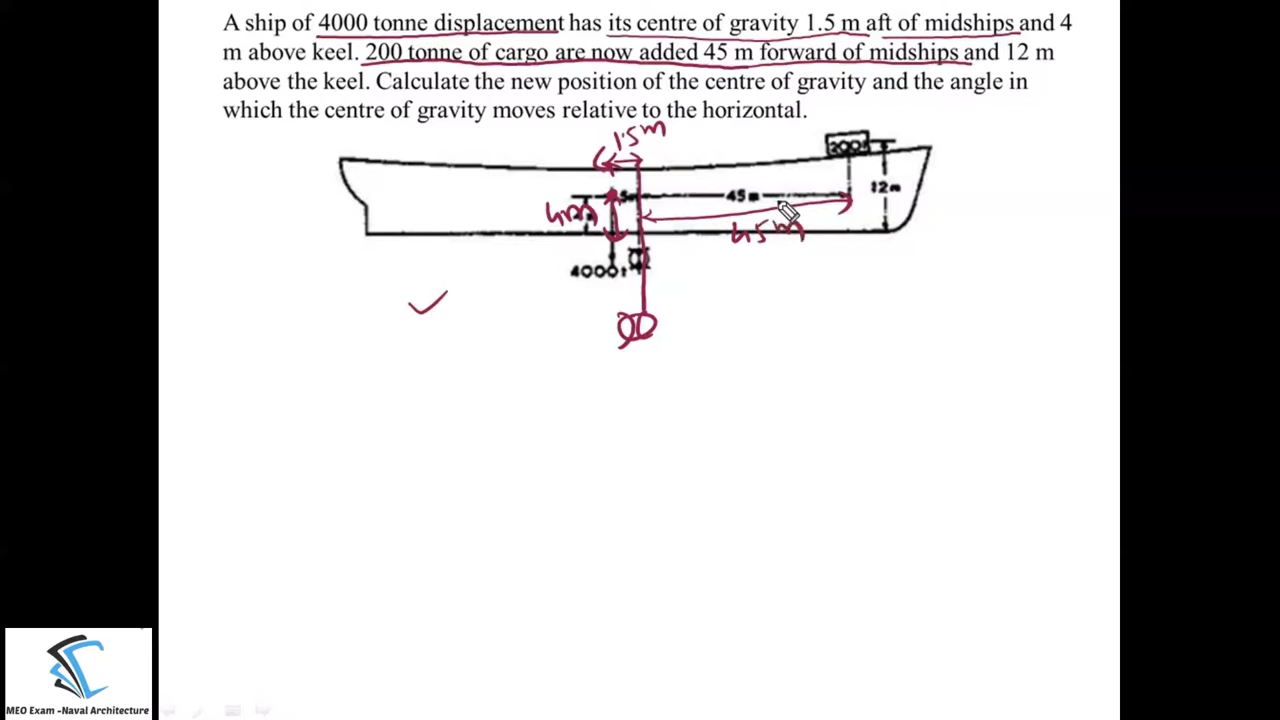 A ship of 4000 tonne displacement has its centre of gravity 1.5 m aft of midships and 4
m above keel. 200 tonne of cargo are now added 45 m forward of midships and 12 m
above the keel. Calculate the new position of the centre of gravity and the angle in
which the centre of gravity moves relative to the horizontal.
1.5m
200t
45m
12m
4m
45m
4000t
MEO Exam -Naval Architecture